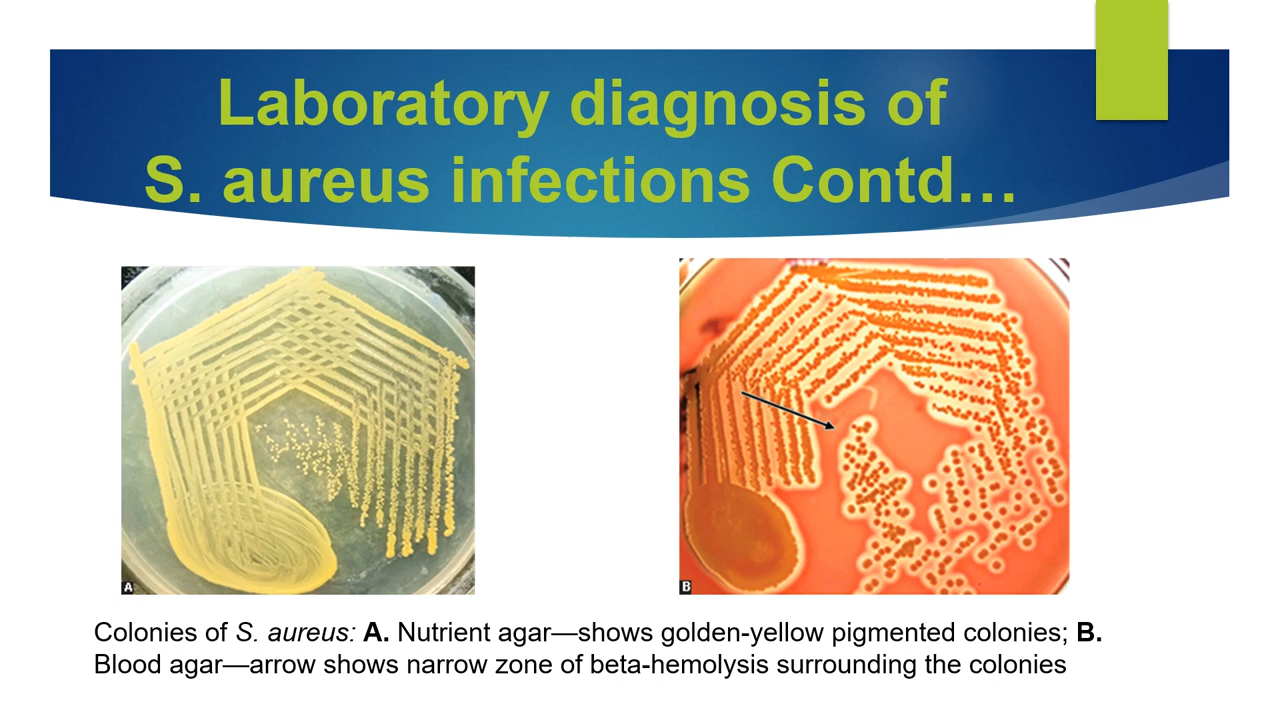 Laboratory diagnosis of
S. aureus infections Contd…
A
B
Colonies of S. aureus: A. Nutrient agar—shows golden-yellow pigmented colonies; B.
Blood agar—arrow shows narrow zone of beta-hemolysis surrounding the colonies